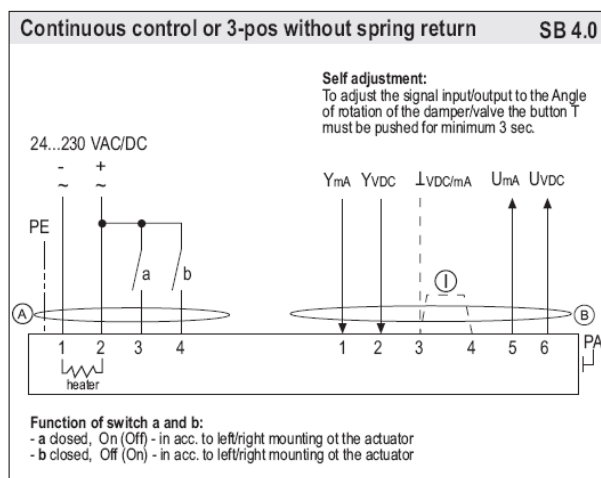 Continuous control or 3-pos without spring return SB 4.0
Self adjustment:
To adjust the signal input/output to the Angle
of rotation of the damper/valve the button T
must be pushed for minimum 3 sec.
24...230 VAC/DC
- +
~ ~
YmA YVDC ⊥VDC/mA UmA UVDC
PE
a b
I
A B
1 2 3 4 1 2 3 4 5 6 PA
heater
Function of switch a and b:
- a closed, On (Off) - in acc. to left/right mounting ot the actuator
- b closed, Off (On) - in acc. to left/right mounting ot the actuator